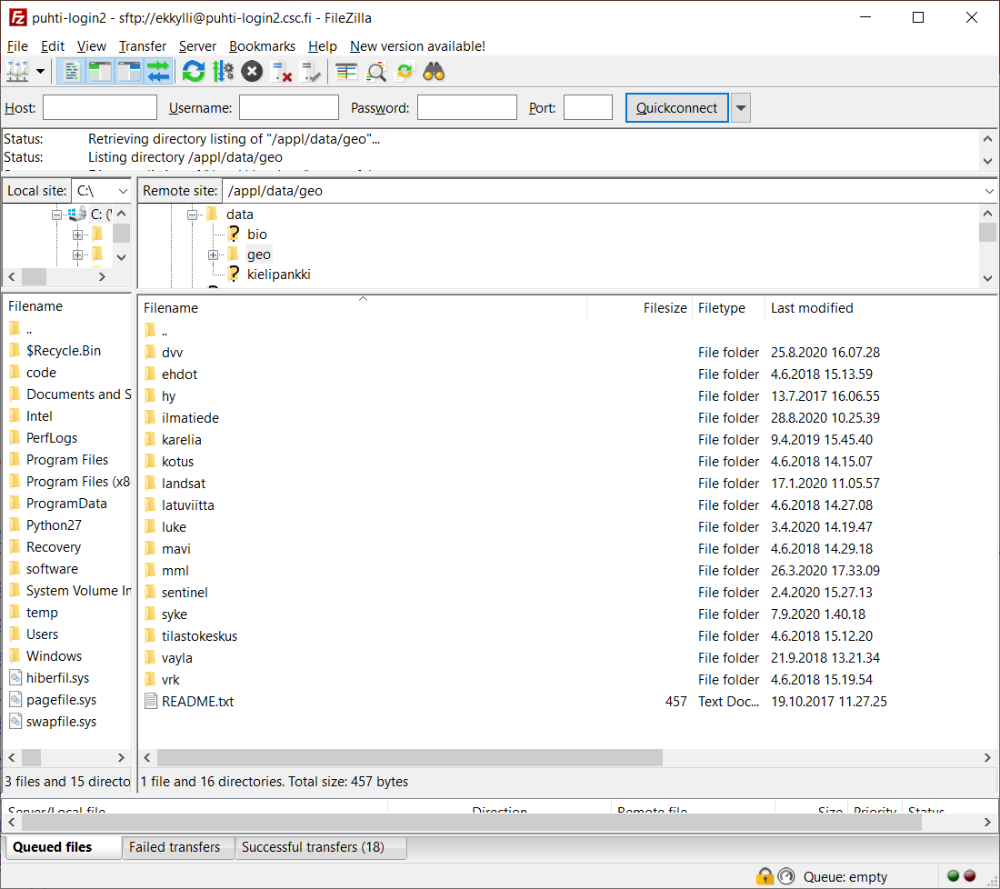 puhti-login2 - sftp://ekkylli@puhti-login2.csc.fi - FileZilla
File Edit View Transfer Server Bookmarks Help New version available!
Host: Username: Password: Port: Quickconnect
Status: Retrieving directory listing of "/appl/data/geo"...
Status: Listing directory /appl/data/geo
Local site: C:\ Remote site: /appl/data/geo
C: (\ data
bio
geo
kielipankki
Filename
..
$Recycle.Bin
code
Documents and S
Intel
PerfLogs
Program Files
Program Files (x8
ProgramData
Python27
Recovery
software
System Volume In
temp
Users
Windows
hiberfil.sys
pagefile.sys
swapfile.sys
3 files and 15 directo
Filename Filesize Filetype Last modified
..
dvv File folder 25.8.2020 16.07.28
ehdot File folder 4.6.2018 15.13.59
hy File folder 13.7.2017 16.06.55
ilmatiede File folder 28.8.2020 10.25.39
karelia File folder 9.4.2019 15.45.40
kotus File folder 4.6.2018 14.15.07
landsat File folder 17.1.2020 11.05.57
latuviitta File folder 4.6.2018 14.27.08
luke File folder 3.4.2020 14.19.47
mavi File folder 4.6.2018 14.29.18
mml File folder 26.3.2020 17.33.09
sentinel File folder 2.4.2020 15.27.13
syke File folder 7.9.2020 1.40.18
tilastokeskus File folder 4.6.2018 15.12.20
vayla File folder 21.9.2018 13.21.34
vrk File folder 4.6.2018 15.19.54
README.txt 457 Text Doc... 19.10.2017 11.27.25
1 file and 16 directories. Total size: 457 bytes
Server/Local file Direction Remote file Size Priority Status
Queued files Failed transfers Successful transfers (18)
Queue: empty